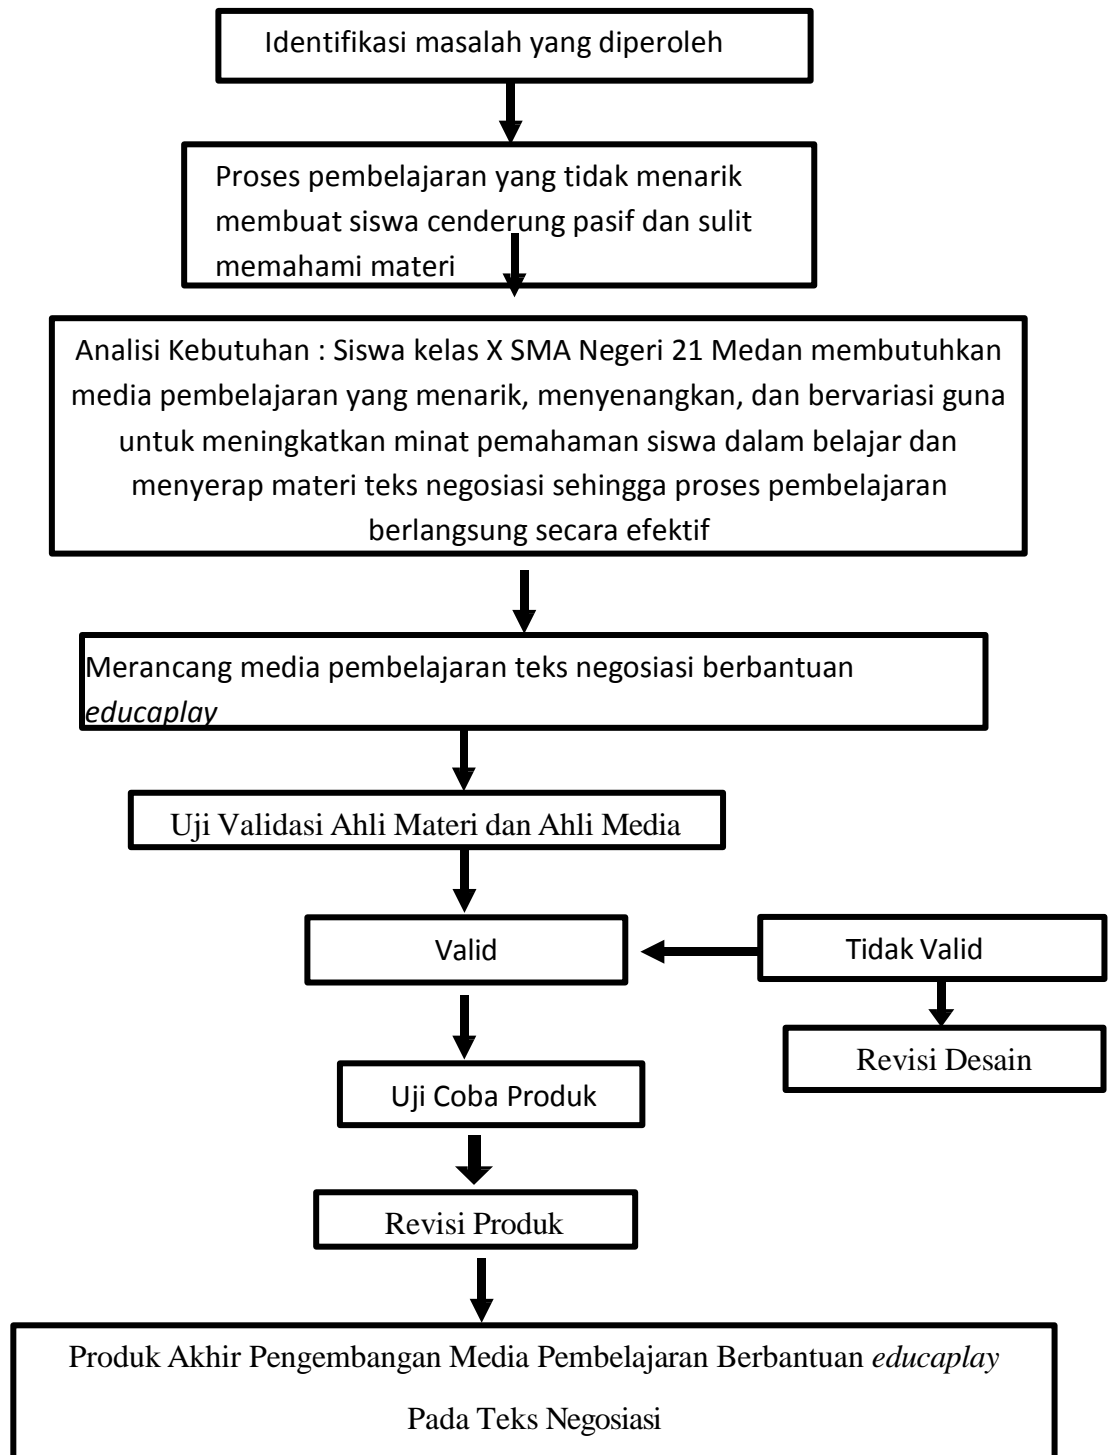 Identifikasi masalah yang diperoleh
Proses pembelajaran yang tidak menarik
membuat siswa cenderung pasif dan sulit
memahami materi
Analisi Kebutuhan : Siswa kelas X SMA Negeri 21 Medan membutuhkan
media pembelajaran yang menarik, menyenangkan, dan bervariasi guna
untuk meningkatkan minat pemahaman siswa dalam belajar dan
menyerap materi teks negosiasi sehingga proses pembelajaran
berlangsung secara efektif
Merancang media pembelajaran teks negosiasi berbantuan
educaplay
Uji Validasi Ahli Materi dan Ahli Media
Valid
Tidak Valid
Revisi Desain
Uji Coba Produk
Revisi Produk
Produk Akhir Pengembangan Media Pembelajaran Berbantuan educaplay
Pada Teks Negosiasi